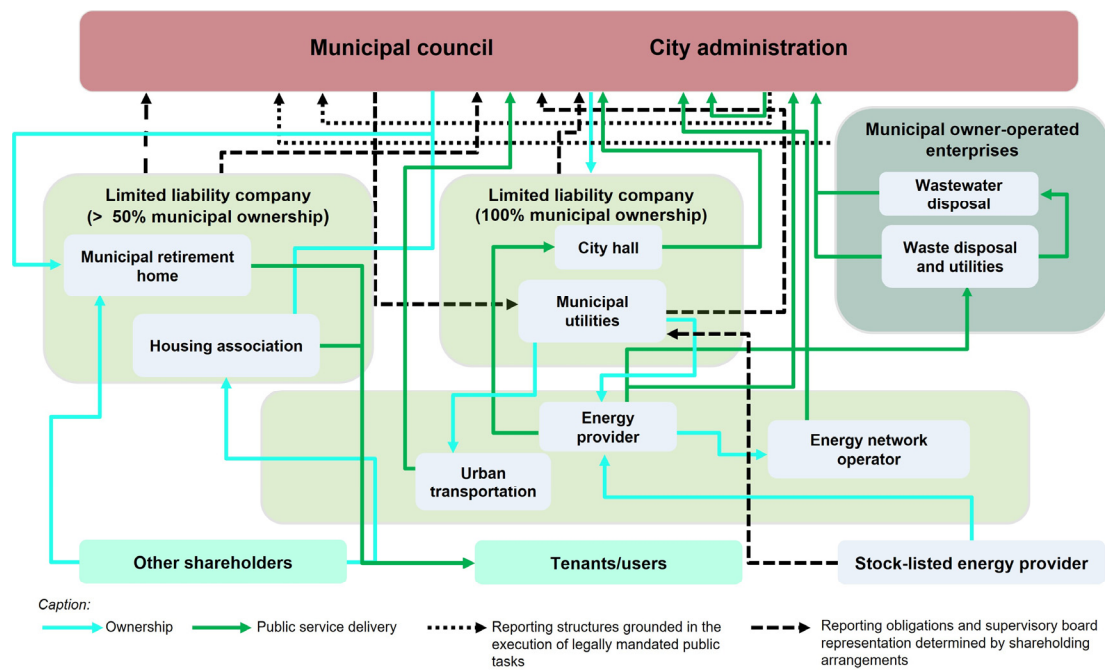 Municipal council
City administration
Municipal owner-operated
enterprises
Wastewater
disposal
Waste disposal
and utilities
Limited liability company
(> 50% municipal ownership)
Municipal retirement
home
Housing association
Limited liability company
(100% municipal ownership)
City hall
Municipal
utilities
Energy
provider
Energy network
operator
Urban
transportation
Other shareholders
Tenants/users
Stock-listed energy provider
Caption:
Ownership
Public service delivery
Reporting structures grounded in the
execution of legally mandated public
tasks
Reporting obligations and supervisory board
representation determined by shareholding
arrangements